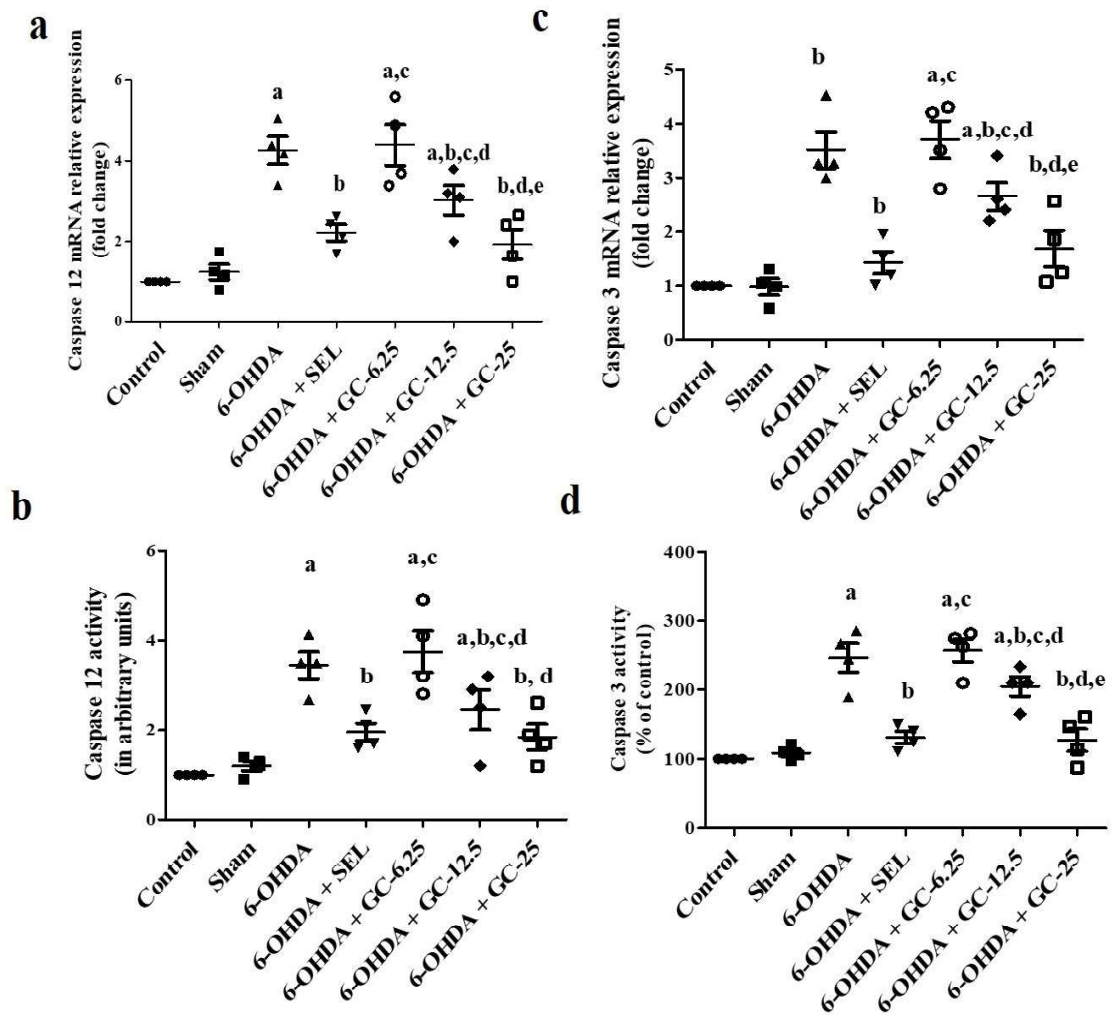 a
Caspase 12 mRNA relative expression
(fold change)
6
4
2
0
a
b
a,c
a,b,c,d
b,d,e
Control
Sham
6-OHDA
6-OHDA + SEL
6-OHDA + GC-6.25
6-OHDA + GC-12.5
6-OHDA + GC-25
c
Caspase 3 mRNA relative expression
(fold change)
5
4
3
2
1
0
b
b
a,c
a,b,c,d
b,d,e
Control
Sham
6-OHDA
6-OHDA + SEL
6-OHDA + GC-6.25
6-OHDA + GC-12.5
6-OHDA + GC-25
b
Caspase 12 activity
(in arbitrary units)
6
4
2
0
a
b
a,c
a,b,c,d
b, d
Control
Sham
6-OHDA
6-OHDA + SEL
6-OHDA + GC-6.25
6-OHDA + GC-12.5
6-OHDA + GC-25
d
Caspase 3 activity
(% of control)
400
300
200
100
0
a
b
a,c
a,b,c,d
b,d,e
Control
Sham
6-OHDA
6-OHDA + SEL
6-OHDA + GC-6.25
6-OHDA + GC-12.5
6-OHDA + GC-25